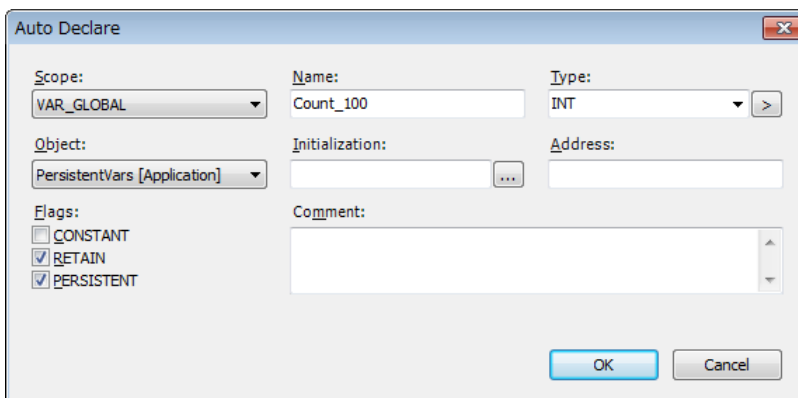 Auto Declare
Scope: Name: Type:
VAR_GLOBAL Count_100 INT >
Object: Initialization: Address:
PersistentVars [Application] ...
Flags: Comment:
CONSTANT
RETAIN
PERSISTENT
OK Cancel